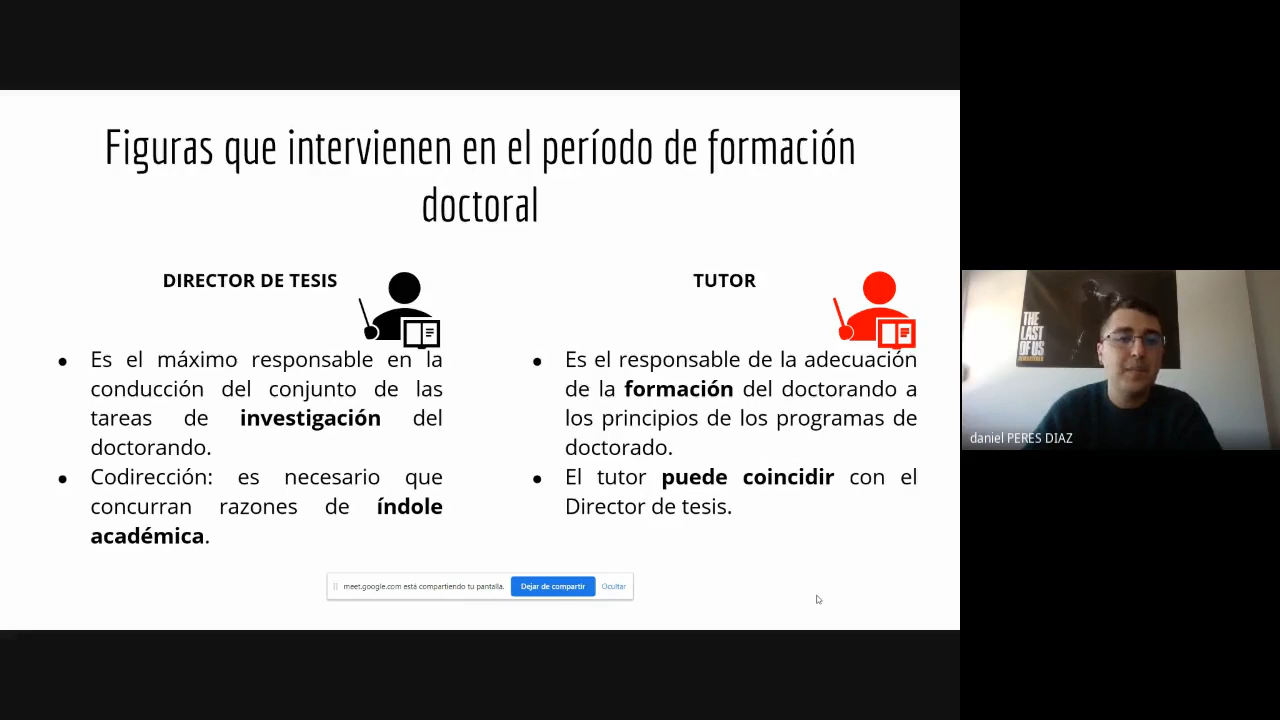 Figuras que intervienen en el período de formación
doctoral
DIRECTOR DE TESIS
Es el máximo responsable en la
conducción del conjunto de las
tareas de investigación del
doctorando.
Codirección: es necesario que
concurran razones de índole
académica.
TUTOR
Es el responsable de la adecuación
de la formación del doctorando a
los principios de los programas de
doctorado.
El tutor puede coincidir con el
Director de tesis.
meet.google.com está compartiendo tu pantalla.
Dejar de compartir
Ocultar
THE
LAST
OF US
daniel PERES DIAZ